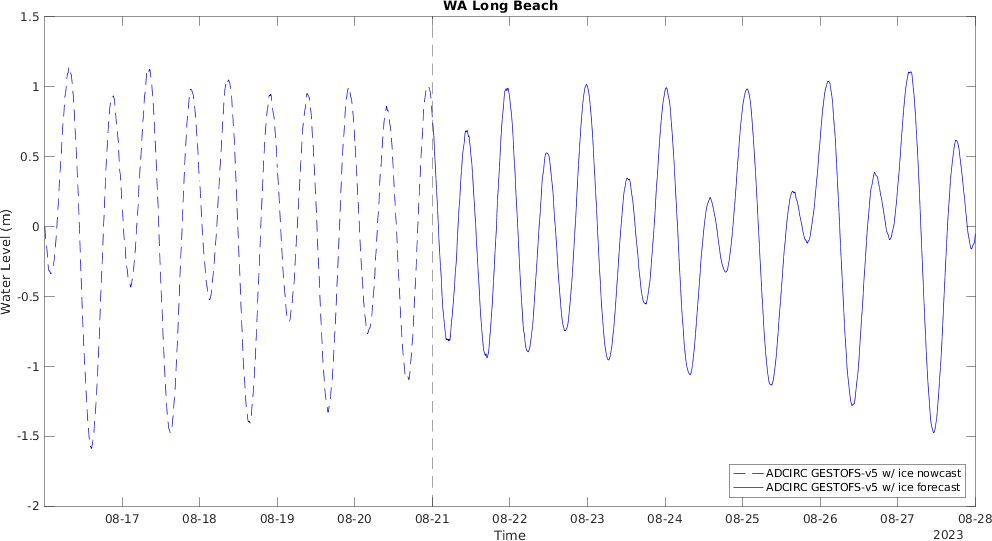 WA Long Beach
Water Level (m)
1.5
1
0.5
0
-0.5
-1
-1.5
-2
08-17 08-18 08-19 08-20 08-21 08-22 08-23 08-24 08-25 08-26 08-27 08-28
Time
2023
ADCIRC GESTOFS-v5 w/ ice nowcast
ADCIRC GESTOFS-v5 w/ ice forecast